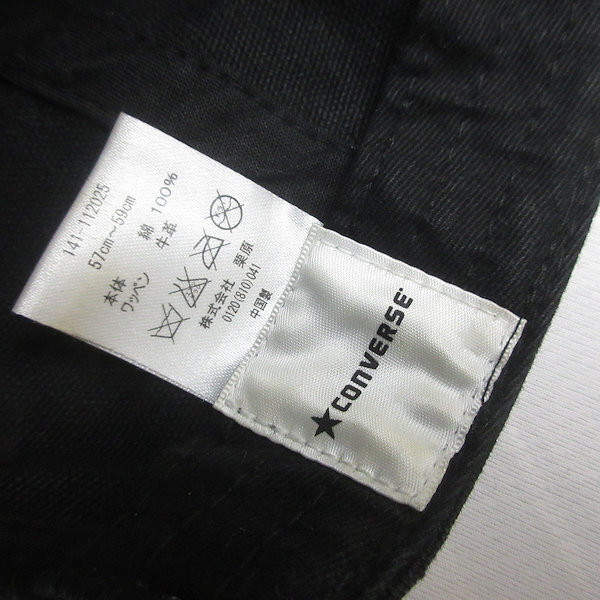 141-112025
57cm~59cm
本体 綿 100%
ワッペン 牛革
株式会社 栗原
0120(810)041
中国製
★CONVERSE®